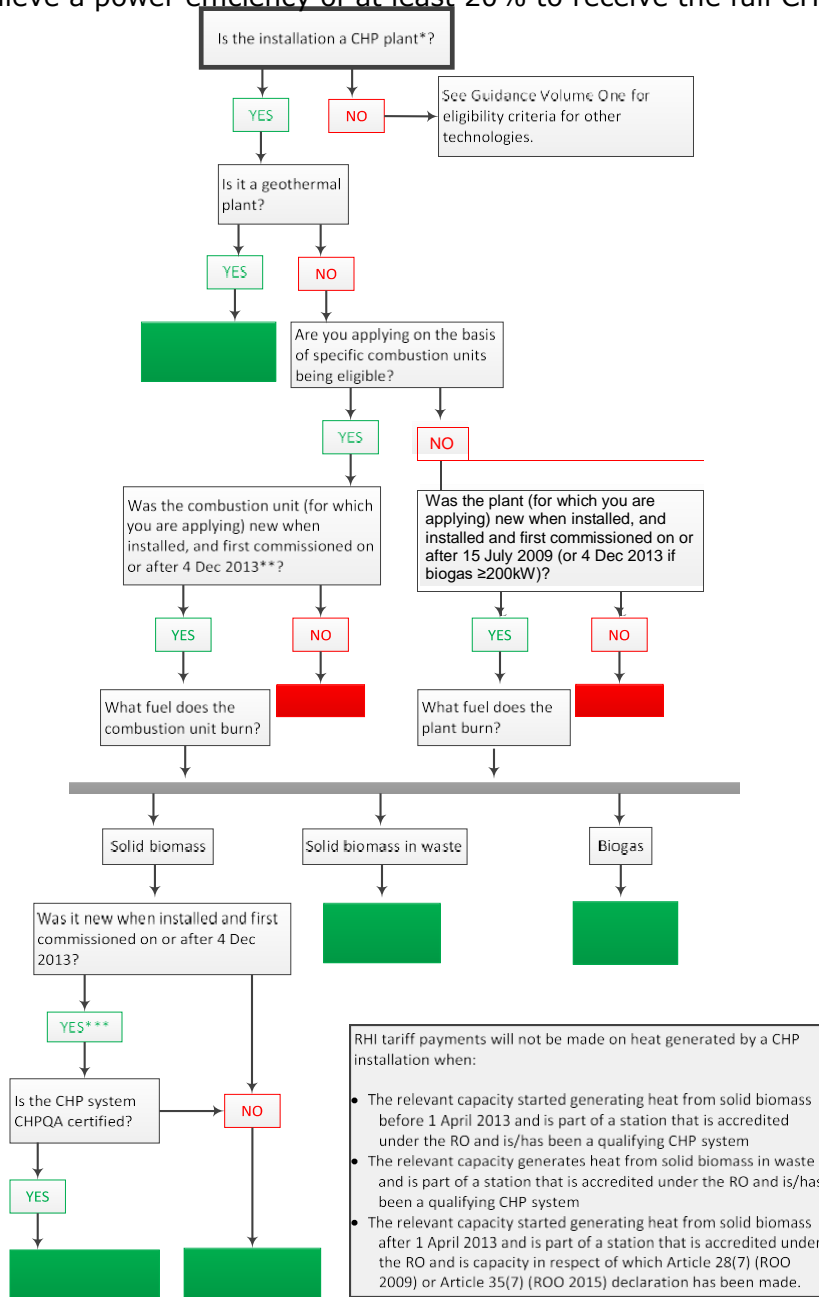 ieve a power efficiency of at least 20% to receive the full CH
Is the installation a CHP plant*?
YES
NO
See Guidance Volume One for
eligibility criteria for other
technologies.
Is it a geothermal
plant?
YES
NO
Are you applying on the basis
of specific combustion units
being eligible?
YES
NO
Was the combustion unit (for which
you are applying) new when
installed, and first commissioned on
or after 4 Dec 2013**?
Was the plant (for which you are
applying) new when installed, and
installed and first commissioned on or
after 15 July 2009 (or 4 Dec 2013 if
biogas ≥200kW)?
YES
NO
YES
NO
What fuel does the
combustion unit burn?
What fuel does the
plant burn?
Solid biomass
Solid biomass in waste
Biogas
Was it new when installed and first
commissioned on or after 4 Dec
2013?
YES***
Is the CHP system
CHPQA certified?
NO
YES
RHI tariff payments will not be made on heat generated by a CHP
installation when:
• The relevant capacity started generating heat from solid biomass
before 1 April 2013 and is part of a station that is accredited
under the RO and is/has been a qualifying CHP system
• The relevant capacity generates heat from solid biomass in waste
and is part of a station that is accredited under the RO and is/has
been a qualifying CHP system
• The relevant capacity started generating heat from solid biomass
after 1 April 2013 and is part of a station that is accredited under
the RO and is capacity in respect of which Article 28(7) (ROO
2009) or Article 35(7) (ROO 2015) declaration has been made.